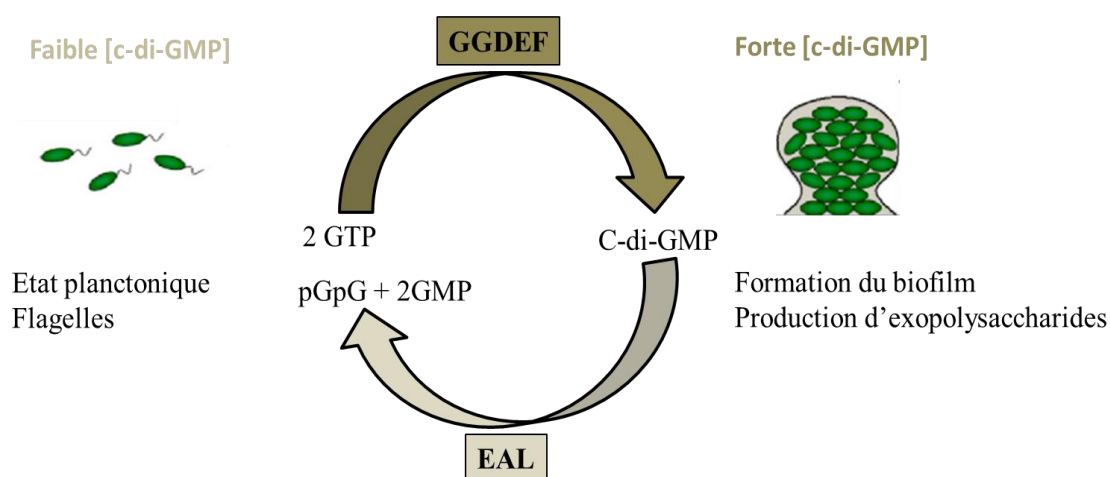 GGDEF
Faible [c-di-GMP]
Forte [c-di-GMP]
2 GTP
C-di-GMP
Etat planctonique
Flagelles
pGpG + 2GMP
Formation du biofilm
Production d’exopolysaccharides
EAL